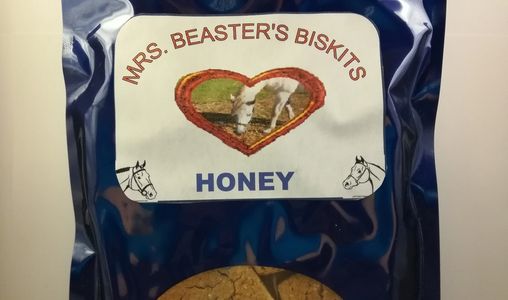 MRS. BEASTER'S BISKITS
HONEY